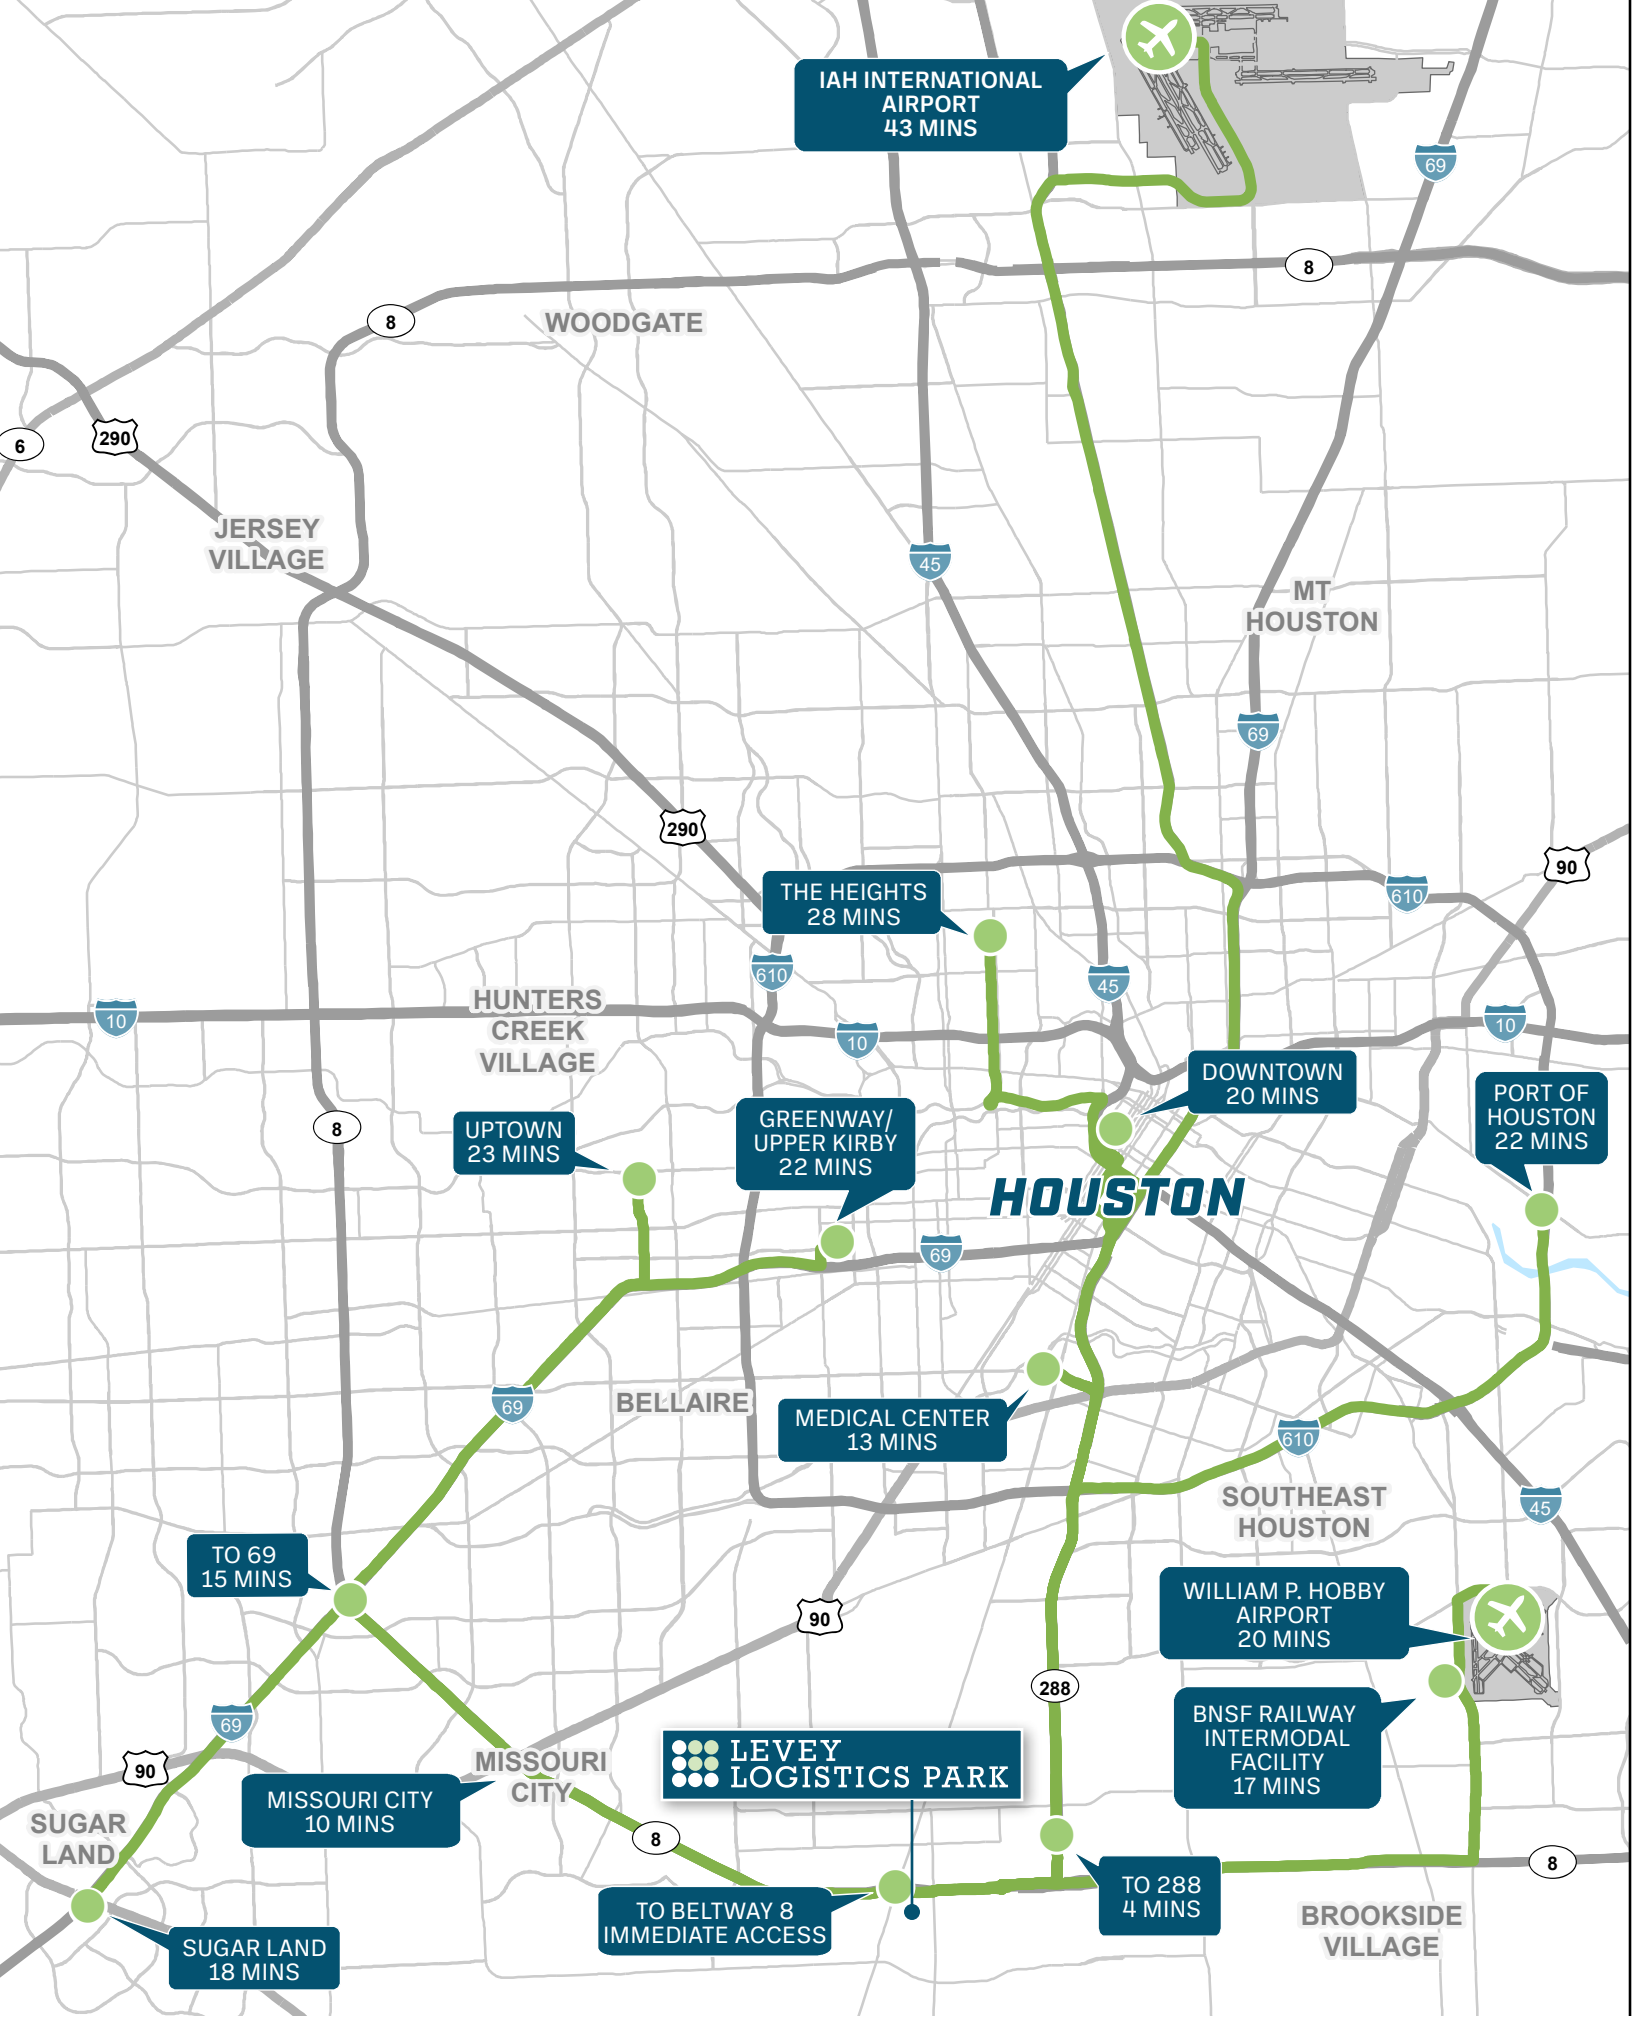 IAH INTERNATIONAL
AIRPORT
43 MINS
69
8
8
WOODGATE
6
290
JERSEY
VILLAGE
45
MT
HOUSTON
69
290
90
THE HEIGHTS
28 MINS
610
610
45
HUNTERS
CREEK
VILLAGE
10
10
10
DOWNTOWN
20 MINS
PORT OF
HOUSTON
22 MINS
8
UPTOWN
23 MINS
GREENWAY/
UPPER KIRBY
22 MINS
HOUSTON
69
69
BELLAIRE
MEDICAL CENTER
13 MINS
610
SOUTHEAST
HOUSTON
45
TO 69
15 MINS
90
WILLIAM P. HOBBY
AIRPORT
20 MINS
288
BNSF RAILWAY
INTERMODAL
FACILITY
17 MINS
69
90
MISSOURI
CITY
LEVEY
LOGISTICS PARK
MISSOURI CITY
10 MINS
SUGAR
LAND
8
8
TO 288
4 MINS
TO BELTWAY 8
IMMEDIATE ACCESS
BROOKSIDE
VILLAGE
SUGAR LAND
18 MINS